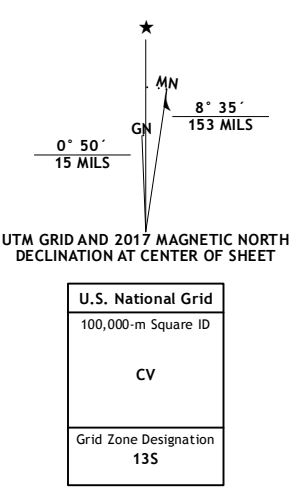 ★
MN
8° 35´
153 MILS
GN
0° 50´
15 MILS
UTM GRID AND 2017 MAGNETIC NORTH
DECLINATION AT CENTER OF SHEET
U.S. National Grid
100,000-m Square ID
CV
Grid Zone Designation
13S